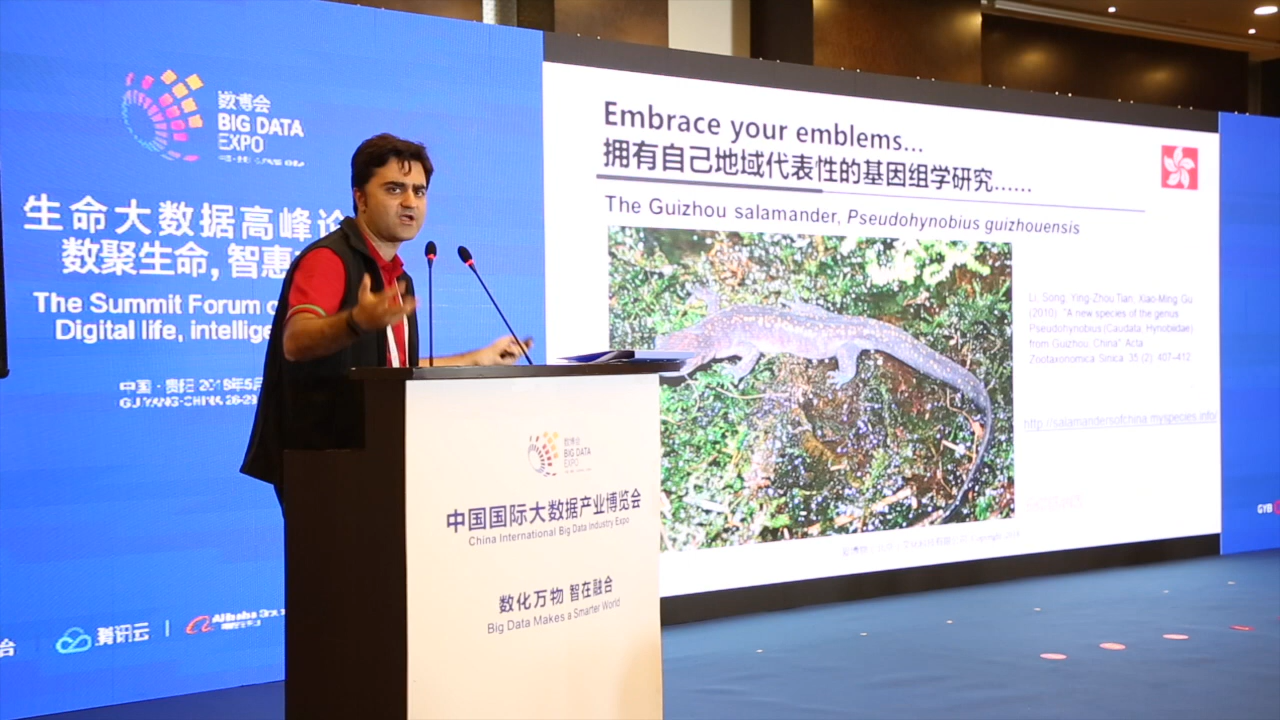 数博会
BIG DATA
EXPO
生命大数据高峰论
数聚生命,智惠
The Summit Forum
Digital life, intellige
中国·贵阳 2018年5月
腾讯云
Alibaba
Embrace your emblems...
拥有自己地域代表性的基因组学研究......
The Guizhou salamander, Pseudohynobius guizhouensis
Li, Song, Ying-Zhou Tian, Xiao-Ming Gu
(2010). "A new species of the genus
Pseudohynobius (Caudata: Hynobiidae)
from Guizhou, China". Acta
Zootaxonomica Sinica. 35 (2): 407–412.
http://salamandersofchina.myspecies.info/
GYB
数博会
BIG DATA
EXPO
中国国际大数据产业博览会
China International Big Data Industry Expo
数化万物 智在融合
Big Data Makes a Smarter World